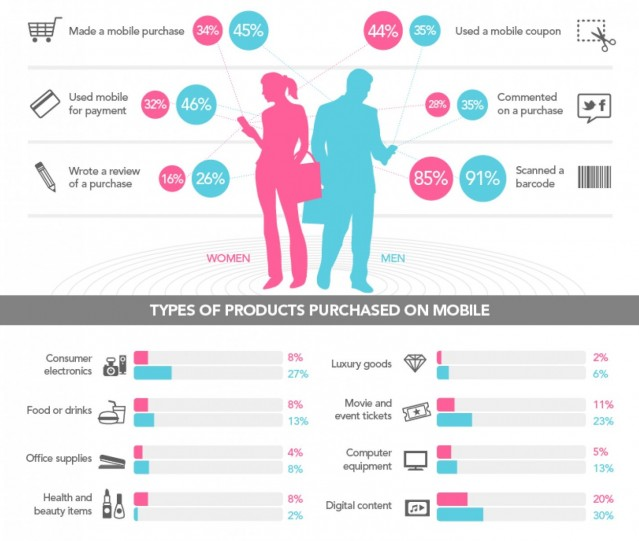 Made a mobile purchase 34% 45%
44% 35% Used a mobile coupon
Used mobile
for payment 32% 46%
28% 35% Commented
on a purchase
Wrote a review
of a purchase 16% 26%
85% 91% Scanned a
barcode
WOMEN MEN
TYPES OF PRODUCTS PURCHASED ON MOBILE
Consumer
electronics
8%
27%
Luxury goods
2%
6%
Food or drinks
8%
13%
Movie and
event tickets
11%
23%
Office supplies
4%
8%
Computer
equipment
5%
13%
Health and
beauty items
8%
2%
Digital content
20%
30%